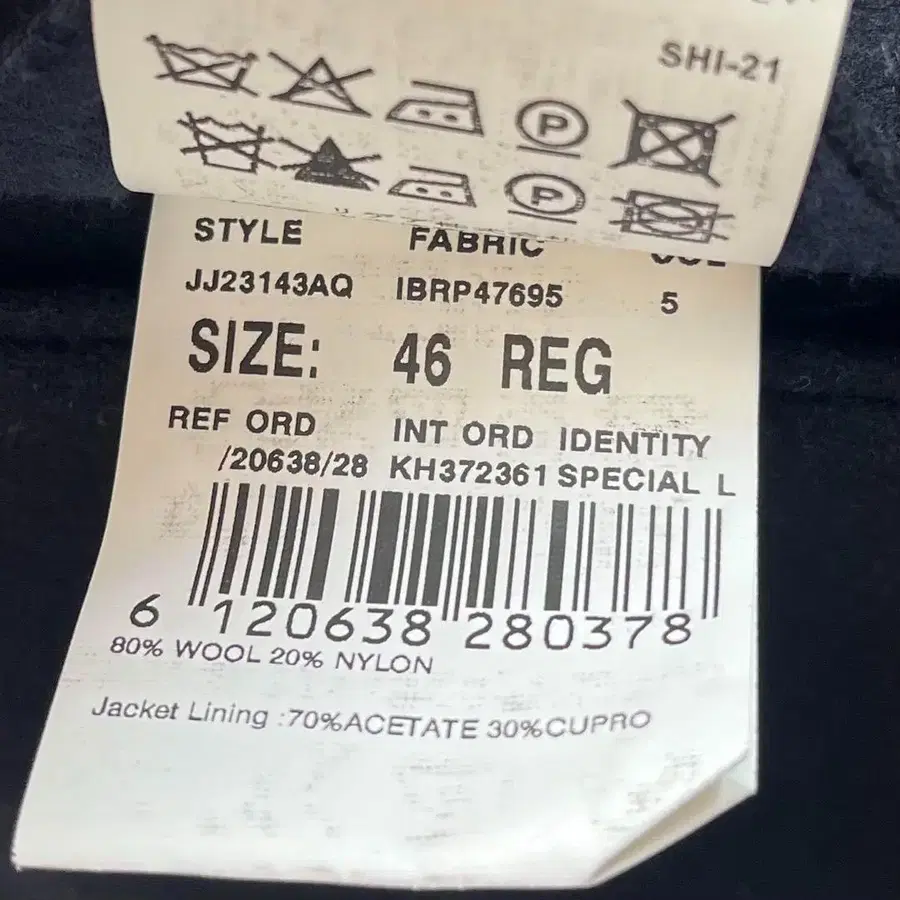 SHI-21
P
P
STYLE FABRIC COL
JJ23143AQ IBRP47695 5
SIZE: 46 REG
REF ORD INT ORD IDENTITY
/20638/28 KH372361 SPECIAL L
6 120638 280378
80% WOOL 20% NYLON
Jacket Lining :70%ACETATE 30%CUPRO